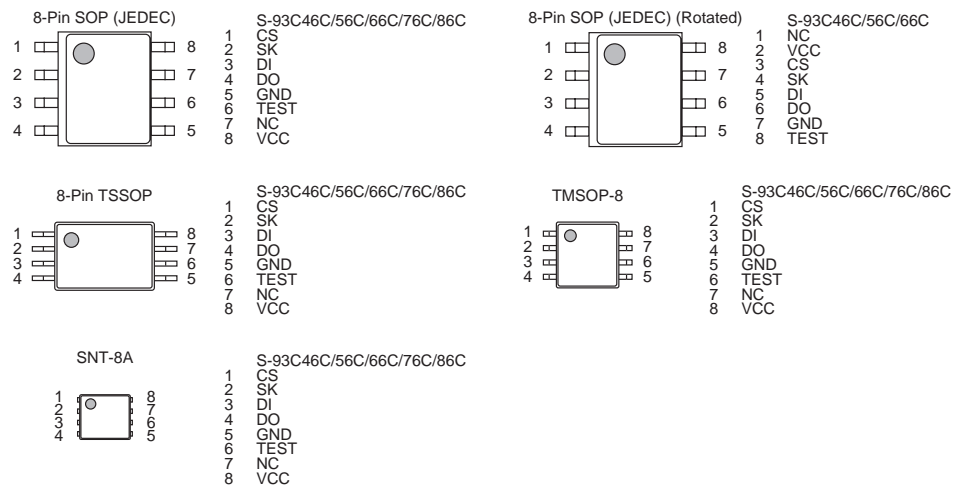 8-Pin SOP (JEDEC)
1 8
2 7
3 6
4 5
S-93C46C/56C/66C/76C/86C
1 CS
2 SK
3 DI
4 DO
5 GND
6 TEST
7 NC
8 VCC
8-Pin SOP (JEDEC) (Rotated)
1 8
2 7
3 6
4 5
S-93C46C/56C/66C
1 NC
2 VCC
3 CS
4 SK
5 DI
6 DO
7 GND
8 TEST
8-Pin TSSOP
1 8
2 7
3 6
4 5
S-93C46C/56C/66C/76C/86C
1 CS
2 SK
3 DI
4 DO
5 GND
6 TEST
7 NC
8 VCC
TMSOP-8
1 8
2 7
3 6
4 5
S-93C46C/56C/66C/76C/86C
1 CS
2 SK
3 DI
4 DO
5 GND
6 TEST
7 NC
8 VCC
SNT-8A
1 8
2 7
3 6
4 5
S-93C46C/56C/66C/76C/86C
1 CS
2 SK
3 DI
4 DO
5 GND
6 TEST
7 NC
8 VCC